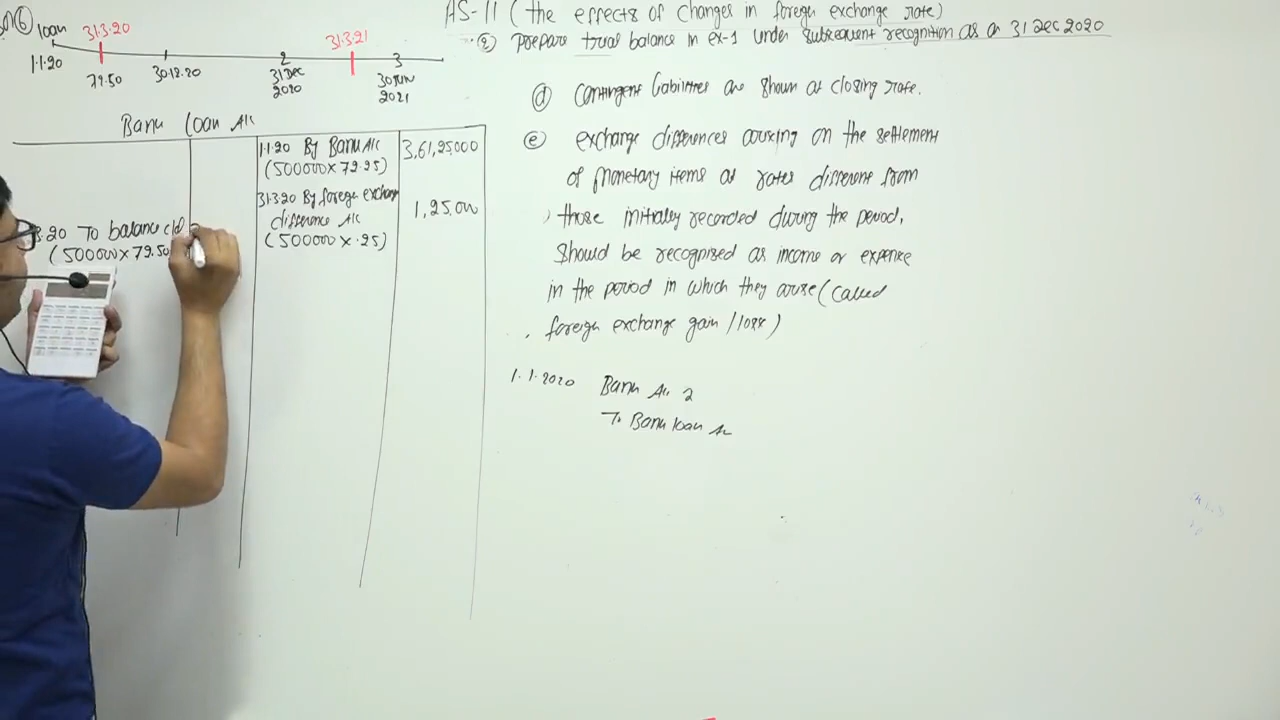 AS-11 (the effects of changes in foreign exchange rate)
Q) Prepare trial balance in ex-1 under subsequent recognition as on 31 Dec 2020
⑥ loan 31.3.20 31.3.21
1.1.20 79.50 30.12.20 2 31 Dec 2020 3 30 Jun 2021
Bank Loan A/c
1.1.20 By Bank A/c 3,61,25,000
(500000 x 72.25)
31.3.20 By foreign exchange
difference A/c 1,25,000
(500000 x .25)
3.20 To balance c/d
(500000 x 79.50
d) Contingent liabilities are shown at closing rate.
e) exchange differences arising on the settlement
of monetary items at rates different from
those initially recorded during the period,
should be recognised as income or expense
in the period in which they arise (called
foreign exchange gain / loss)
1.1.2020 Bank A/c
To Bank loan A/c